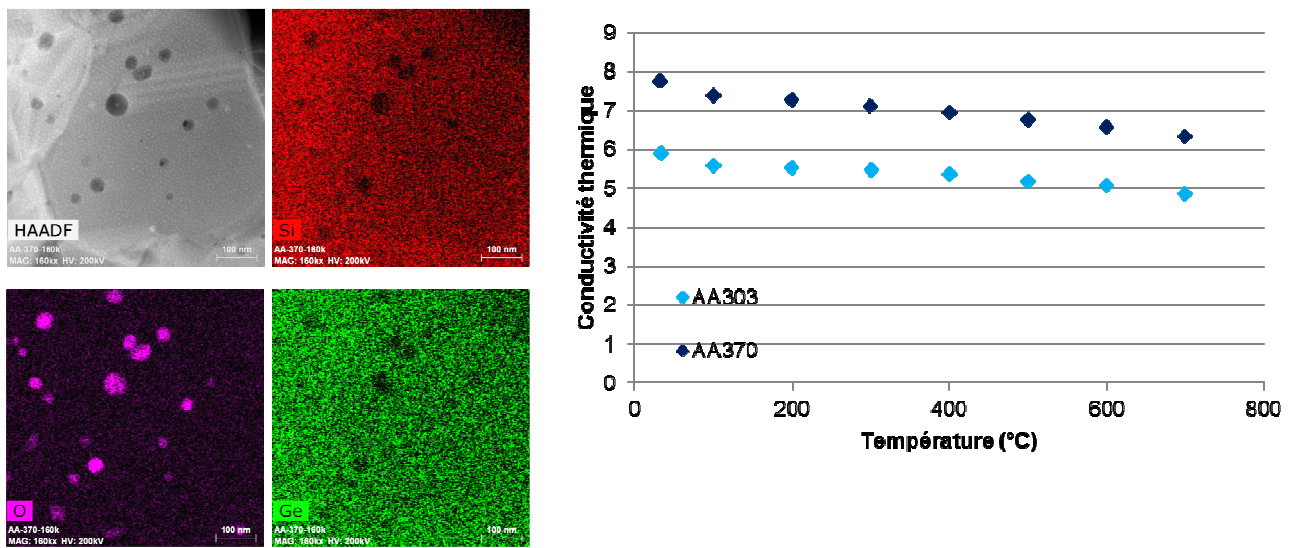 HAADF
AA-370-160k
MAG: 160kx HV: 200kV
100 nm
Si
AA-370-160k
MAG: 160kx HV: 200kV
100 nm
O
AA-370-160k
MAG: 160kx HV: 200kV
100 nm
Ge
AA-370-160k
MAG: 160kx HV: 200kV
100 nm
Conductivité thermique
9
8
7
6
5
4
3
2
1
0
AA303
AA370
0 200 400 600 800
Température (°C)